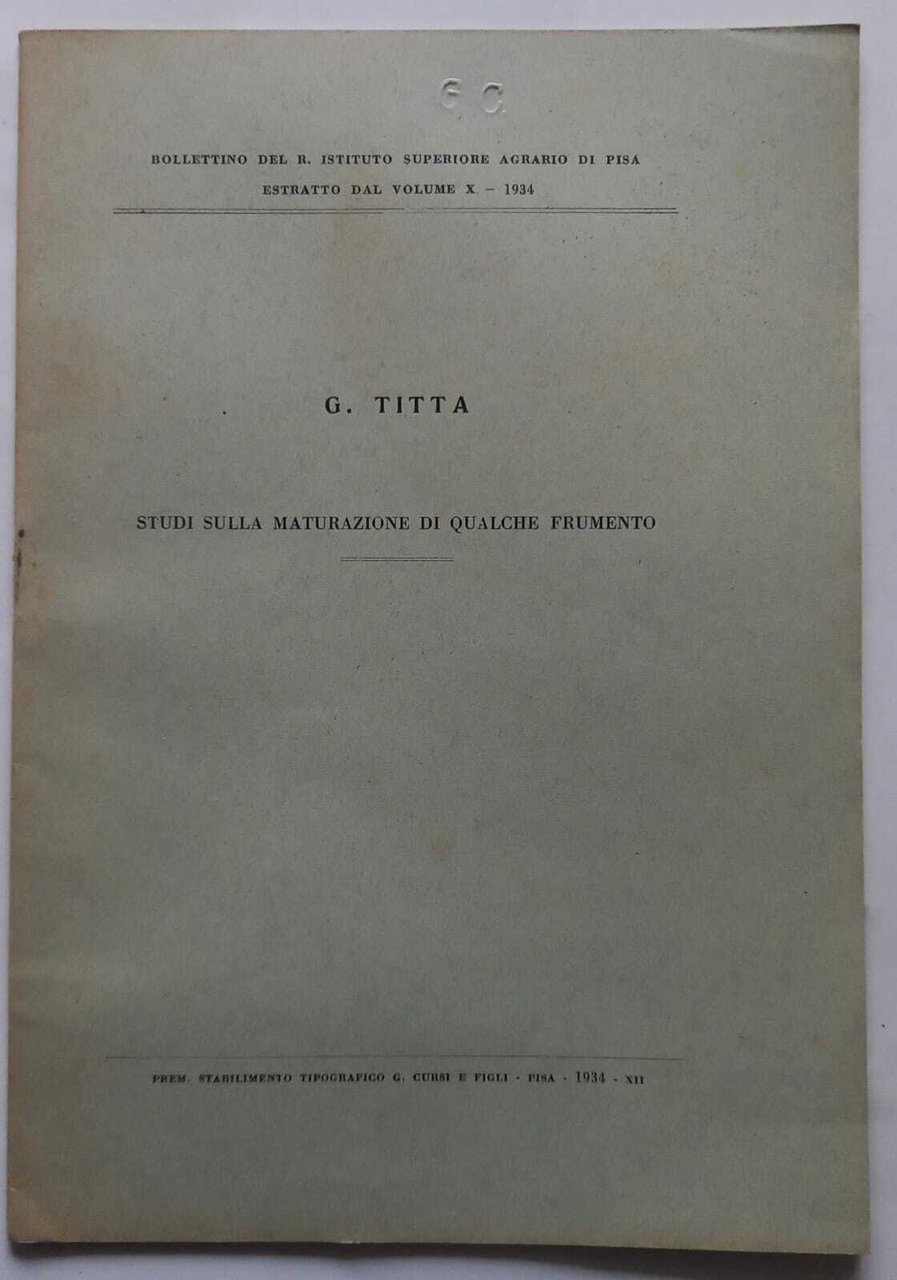 G C
BOLLETTINO DEL R. ISTITUTO SUPERIORE AGRARIO DI PISA
ESTRATTO DAL VOLUME X – 1934
G. TITTA
STUDI SULLA MATURAZIONE DI QUALCHE FRUMENTO
PREM. STABILIMENTO TIPOGRAFICO G. CURSI E FIGLI - PISA - 1934 - XII